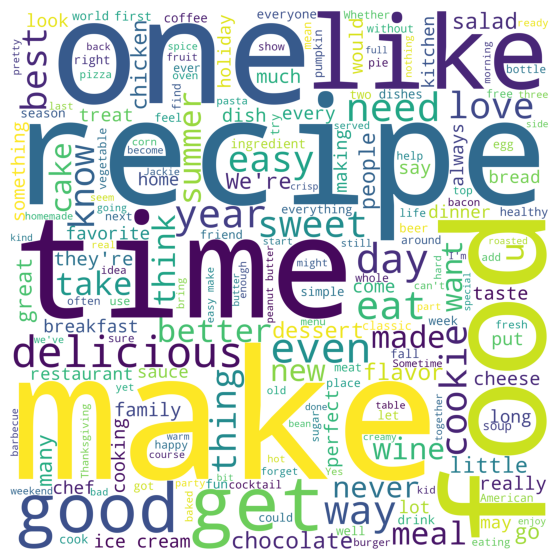 one
like
recipe
time
make
food
get
good
best
look
world
first
coffee
everyone
Whether
without
nothing
ready
pretty
back
right
ever
spice
fruit
show
mean
pumpkin
full
pie
morning
bottle
pizza
oven
find
would
kitchen
salad
holiday
chicken
season
last
treat
feel
much
dish
every
try
pasta
two
dishes
served
need
love
free
three
egg
side
something
know
vegetable
cake
corn
become
Jackie
home
summer
easy
ingredient
We're
crisp
making
people
say
help
always
top
bacon
bread
homemade
seem
going
next
favorite
year
sweet
everything
life
dinner
healthy
kind
real
idea
friend
start
still
beer
around
roasted
I'm
add
u
great
they're
take
often
use
think
bring
easy make
might
butter
enough
peanut butter
simple
whole
day
come
can't
hard
part
want
taste
put
special
fresh
we've
sure
breakfast
better
dessert
menu
classic
week
eat
made
delicious
even
fall
Sometime
cookie
cheese
restaurant
sauce
new
meat
old
place
flavor
yet
thing
bean
perfect
creamy
wine
together
soup
long
barbecue
many
Thanksgiving
cooking
family
warm
happy
course
sugar
done
table
let
little
chef
got
hot
forget
Yes
never
kid
really
American
weekend
bad
party
bit
fun
cocktail
way
lot
may
go
enjoy
cook
ice cream
baked
could
chocolate
well
drink
burger
meal
eating